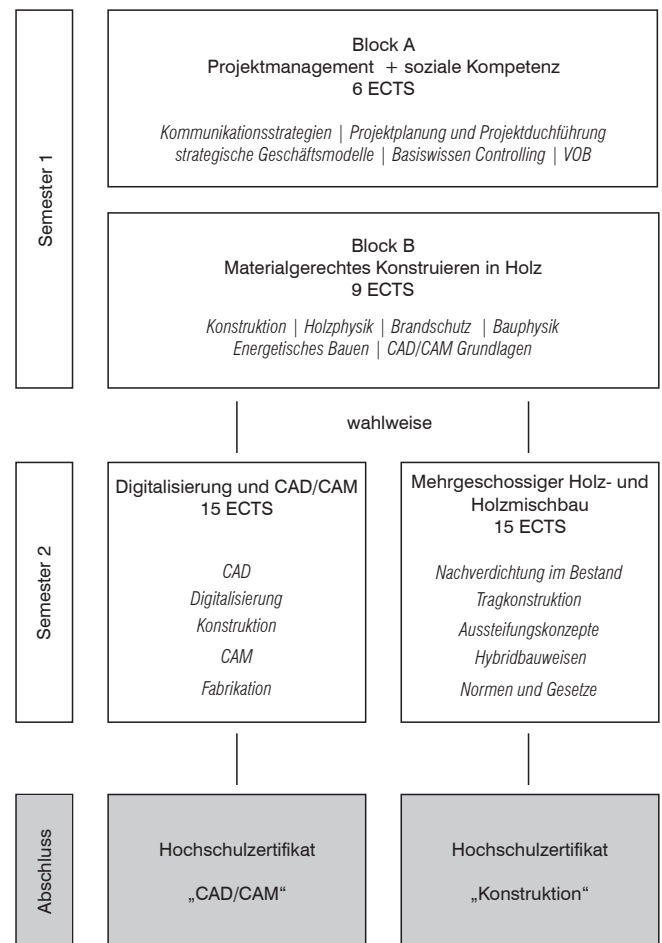 Semester 1
Block A
Projektmanagement + soziale Kompetenz
6 ECTS
Kommunikationsstrategien | Projektplanung und Projektduchführung
strategische Geschäftsmodelle | Basiswissen Controlling | VOB
Block B
Materialgerechtes Konstruieren in Holz
9 ECTS
Konstruktion | Holzphysik | Brandschutz | Bauphysik
Energetisches Bauen | CAD/CAM Grundlagen
wahlweise
Semester 2
Digitalisierung und CAD/CAM
15 ECTS
CAD
Digitalisierung
Konstruktion
CAM
Fabrikation
Mehrgeschossiger Holz- und
Holzmischbau
15 ECTS
Nachverdichtung im Bestand
Tragkonstruktion
Aussteifungskonzepte
Hybridbauweisen
Normen und Gesetze
Abschluss
Hochschulzertifikat
„CAD/CAM“
Hochschulzertifikat
„Konstruktion“